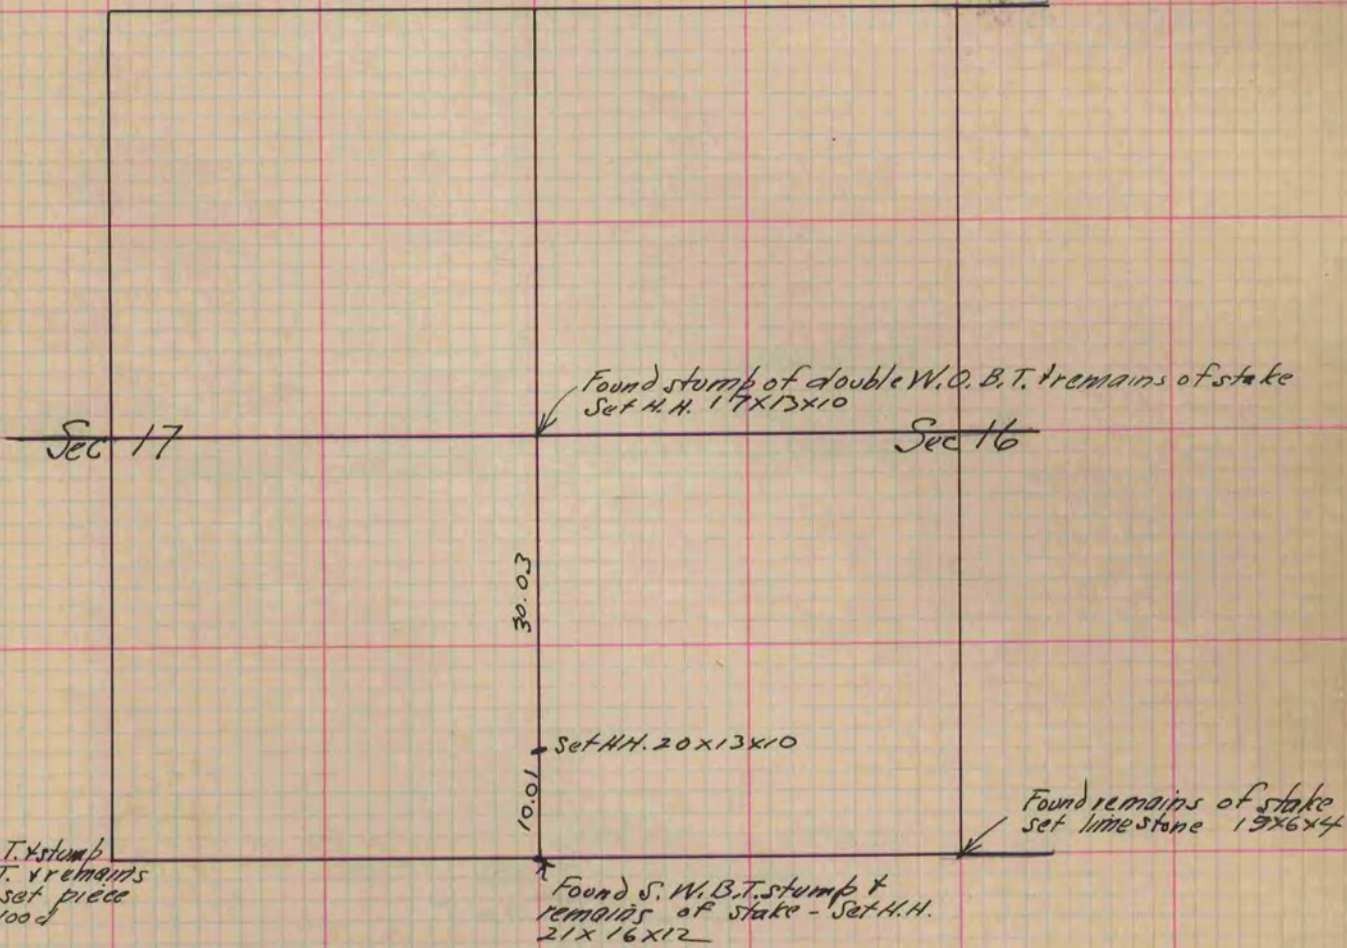 Found stump of double W.O.B.T. & remains of stake
Set H.H. 17x13x10
Sec 17
Sec 16
30.03
Set H.H. 20x13x10
10.01
Found remains of stake
set limestone 19x6x4
T. & stump
T. & remains
set piece
Found S.W.B.T. stump &
remains of stake - Set H.H.
21x16x12